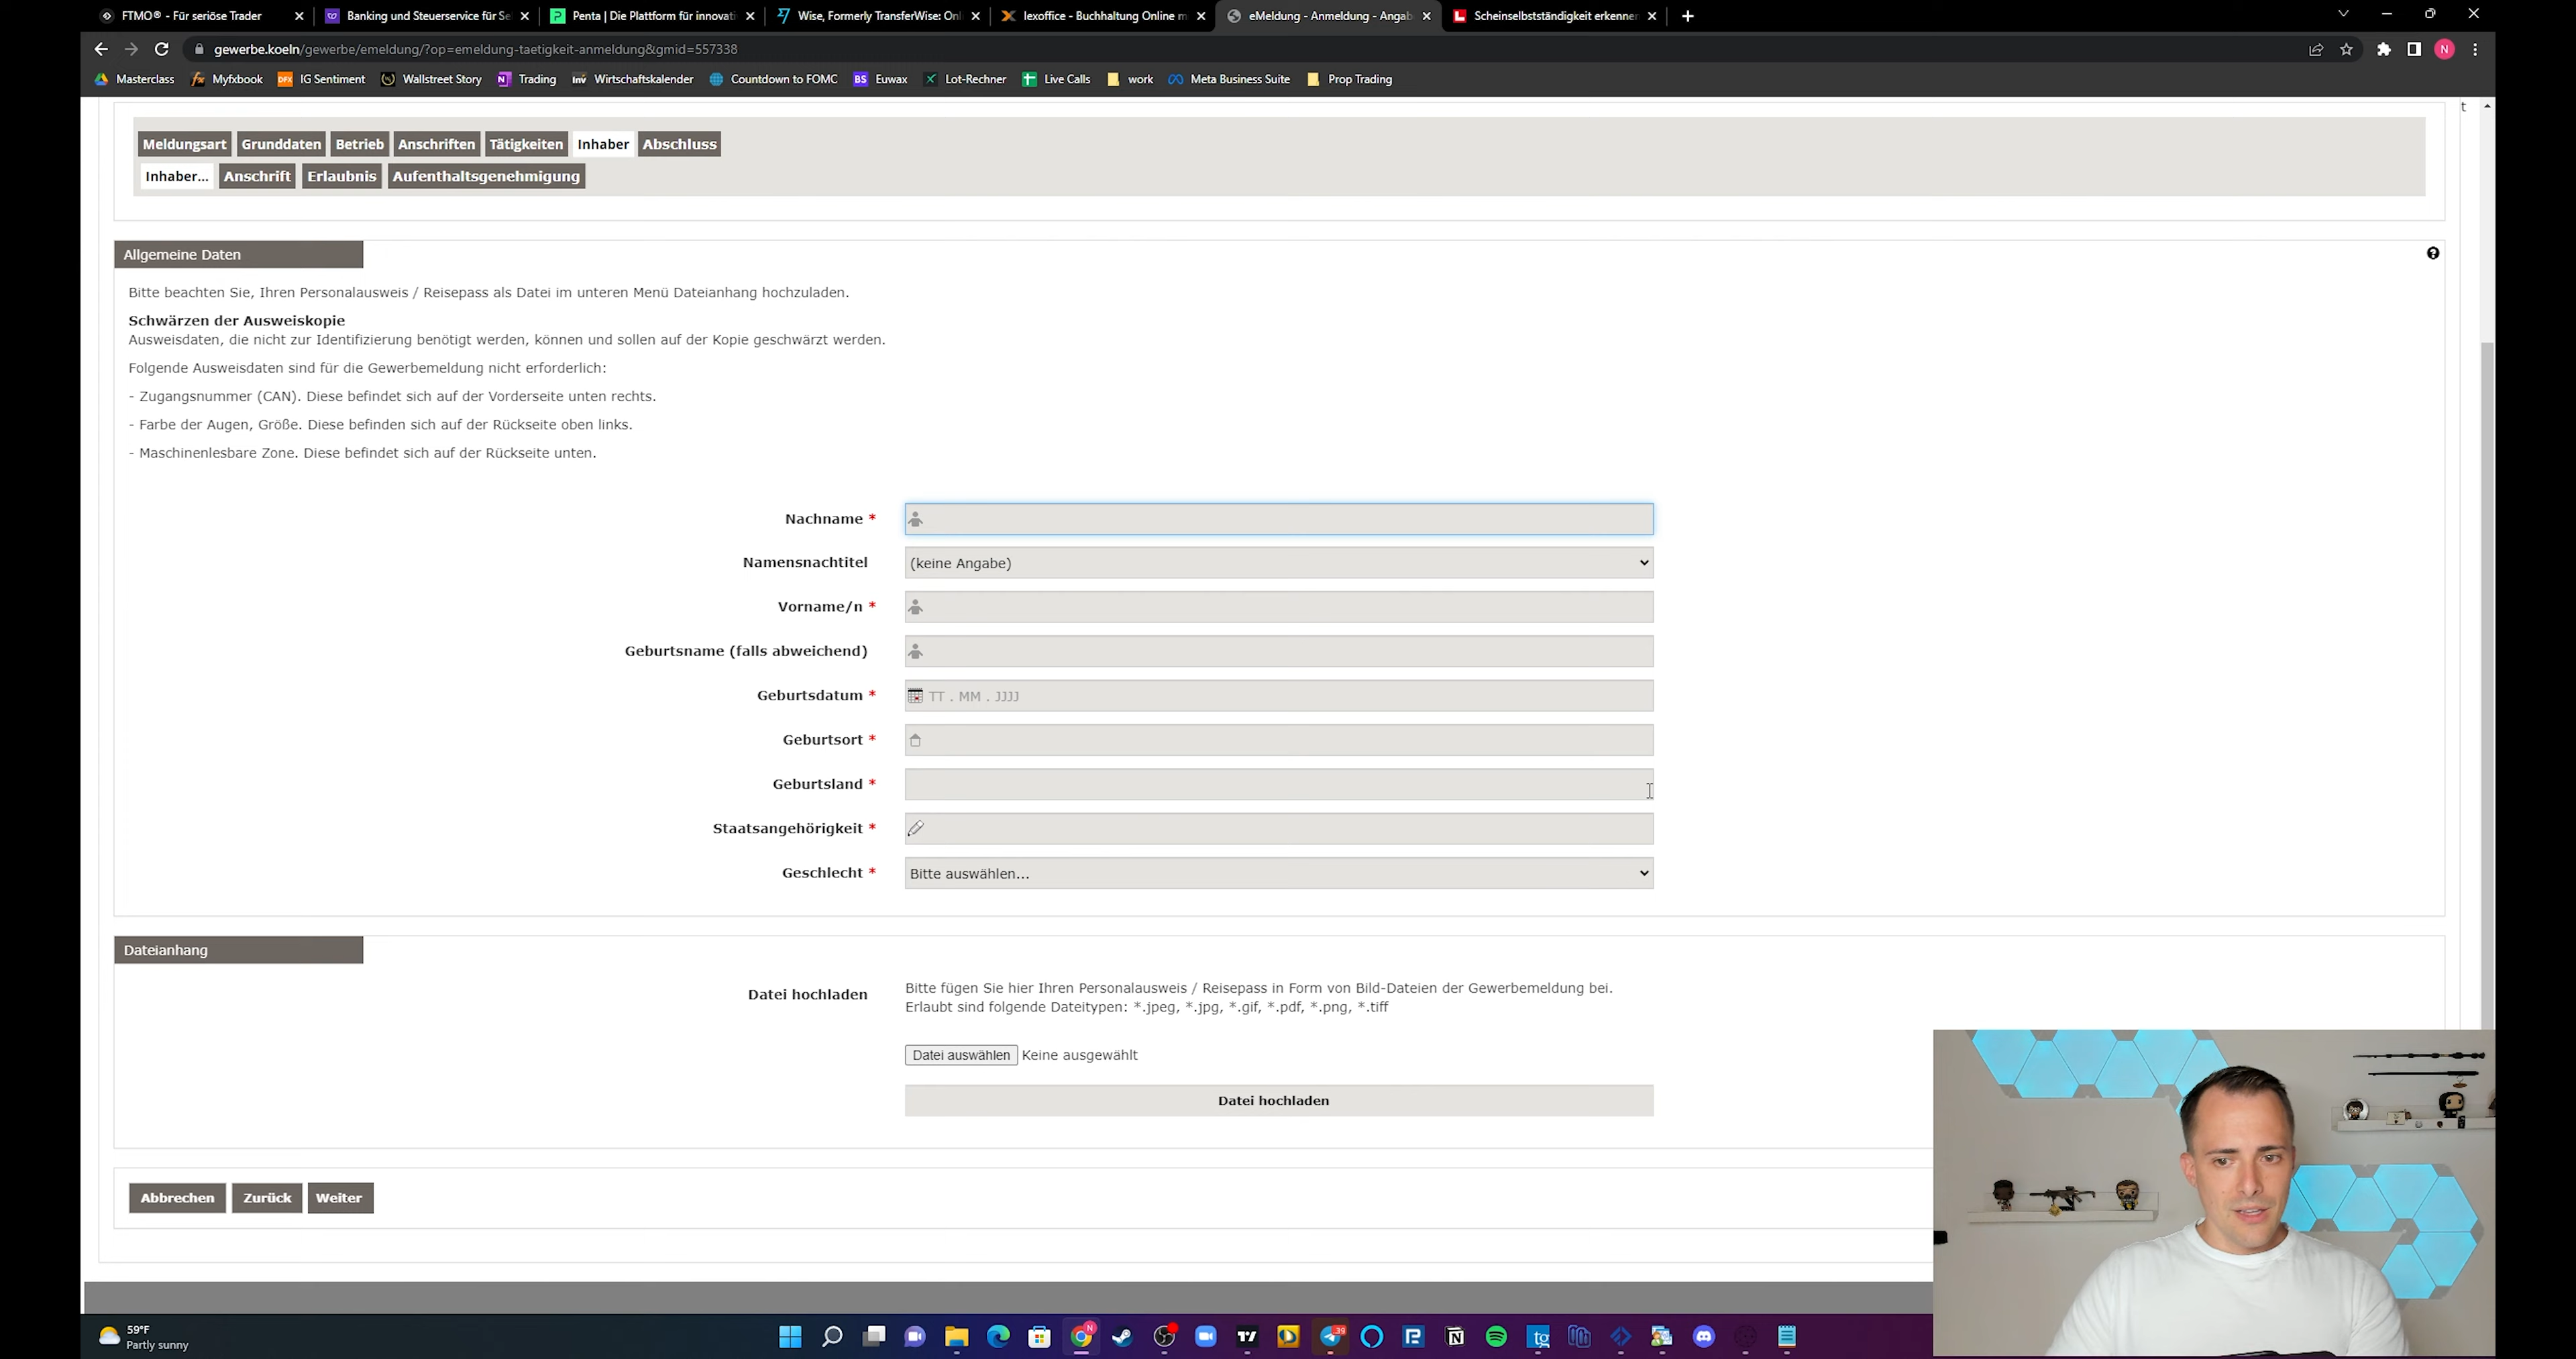 FTMO® - Für seriöse Trader
Banking und Steuerservice für Se
Penta | Die Plattform für innovati
Wise, Formerly TransferWise: Onl
lexoffice - Buchhaltung Online m
eMeldung - Anmeldung - Angab
Scheinselbstständigkeit erkennen
gewerbe.koeln/gewerbe/emeldung/?op=emeldung-taetigkeit-anmeldung&gmid=557338
N
Masterclass
Myfxbook
IG Sentiment
Wallstreet Story
Trading
Wirtschaftskalender
Countdown to FOMC
BS Euwax
Lot-Rechner
Live Calls
work
Meta Business Suite
Prop Trading
t
Meldungsart Grunddaten Betrieb Anschriften Tätigkeiten Inhaber Abschluss
Inhaber... Anschrift Erlaubnis Aufenthaltsgenehmigung
Allgemeine Daten
Bitte beachten Sie, Ihren Personalausweis / Reisepass als Datei im unteren Menü Dateianhang hochzuladen.
Schwärzen der Ausweiskopie
Ausweisdaten, die nicht zur Identifizierung benötigt werden, können und sollen auf der Kopie geschwärzt werden.
Folgende Ausweisdaten sind für die Gewerbemeldung nicht erforderlich:
- Zugangsnummer (CAN). Diese befindet sich auf der Vorderseite unten rechts.
- Farbe der Augen, Größe. Diese befinden sich auf der Rückseite oben links.
- Maschinenlesbare Zone. Diese befindet sich auf der Rückseite unten.
Nachname *
Namensnachtitel (keine Angabe)
Vorname/n *
Geburtsname (falls abweichend)
Geburtsdatum * TT . MM . JJJJ
Geburtsort *
Geburtsland *
Staatsangehörigkeit *
Geschlecht * Bitte auswählen...
Dateianhang
Datei hochladen
Bitte fügen Sie hier Ihren Personalausweis / Reisepass in Form von Bild-Dateien der Gewerbemeldung bei.
Erlaubt sind folgende Dateitypen: *.jpeg, *.jpg, *.gif, *.pdf, *.png, *.tiff
Datei auswählen Keine ausgewählt
Datei hochladen
Abbrechen Zurück Weiter
59°F
Partly sunny